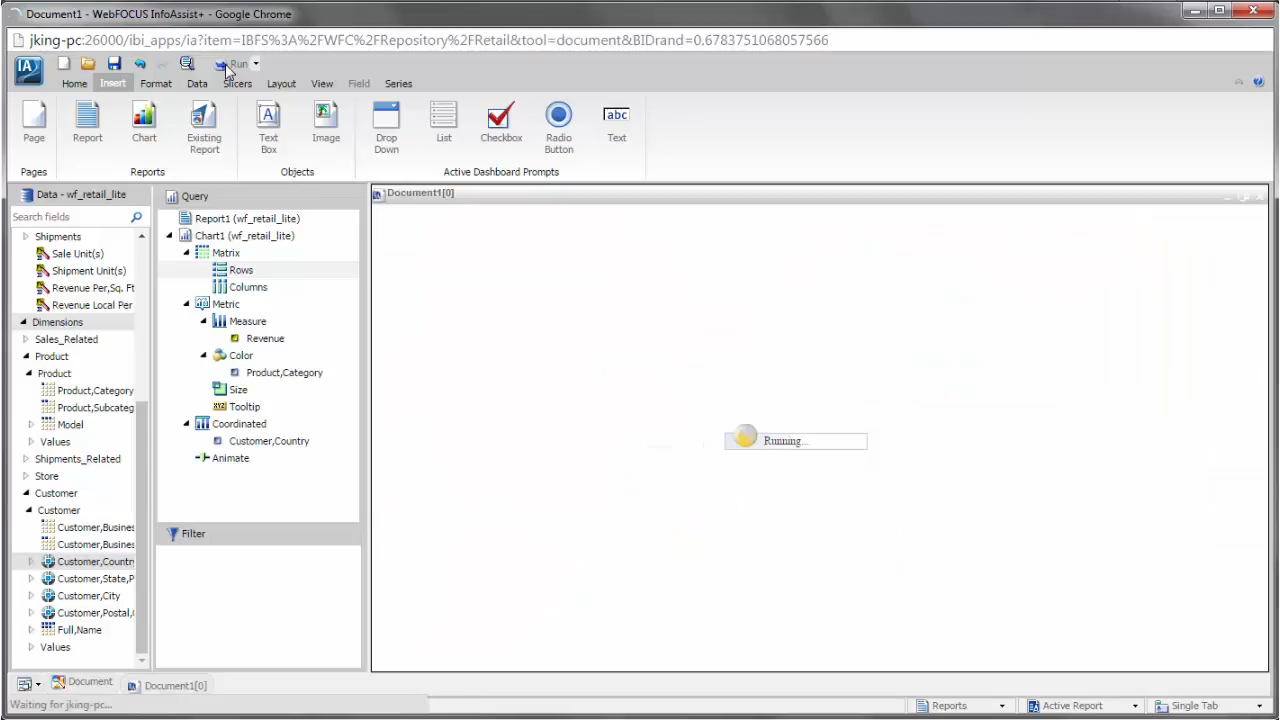 Document1 - WebFOCUS InfoAssist+ - Google Chrome
jking-pc:26000/ibi_apps/ia?item=IBFS%3A%2FWFC%2FRepository%2FRetail&tool=document&BIDrand=0.6783751068057566
IA
Run
Home Insert Format Data Slicers Layout View Field Series
Page
Report
Chart
Existing Report
Text Box
Image
Drop Down
List
Checkbox
Radio Button
abc
Text
Pages
Reports
Objects
Active Dashboard Prompts
Data - wf_retail_lite
Search fields
Shipments
Sale Unit(s)
Shipment Unit(s)
Revenue Per,Sq. Ft
Revenue Local Per
Dimensions
Sales_Related
Product
Product
Product,Category
Product,Subcateg
Model
Values
Shipments_Related
Store
Customer
Customer
Customer,Busines
Customer,Busines
Customer,Country
Customer,State,P
Customer,City
Customer,Postal,
Full,Name
Values
Query
Report1 (wf_retail_lite)
Chart1 (wf_retail_lite)
Matrix
Rows
Columns
Metric
Measure
Revenue
Color
Product,Category
Size
Tooltip
Coordinated
Customer,Country
Animate
Filter
Document1[0]
Running...
Document
Document1[0]
Waiting for jking-pc...
Reports
Active Report
Single Tab